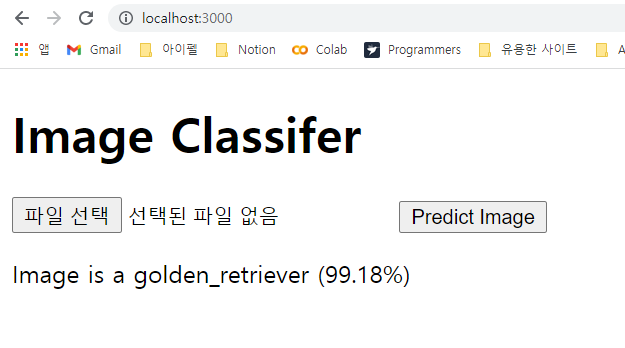 localhost:3000
앱 Gmail 아이펠 Notion Colab Programmers 유용한 사이트 A
Image Classifer
파일 선택 선택된 파일 없음 Predict Image
Image is a golden_retriever (99.18%)